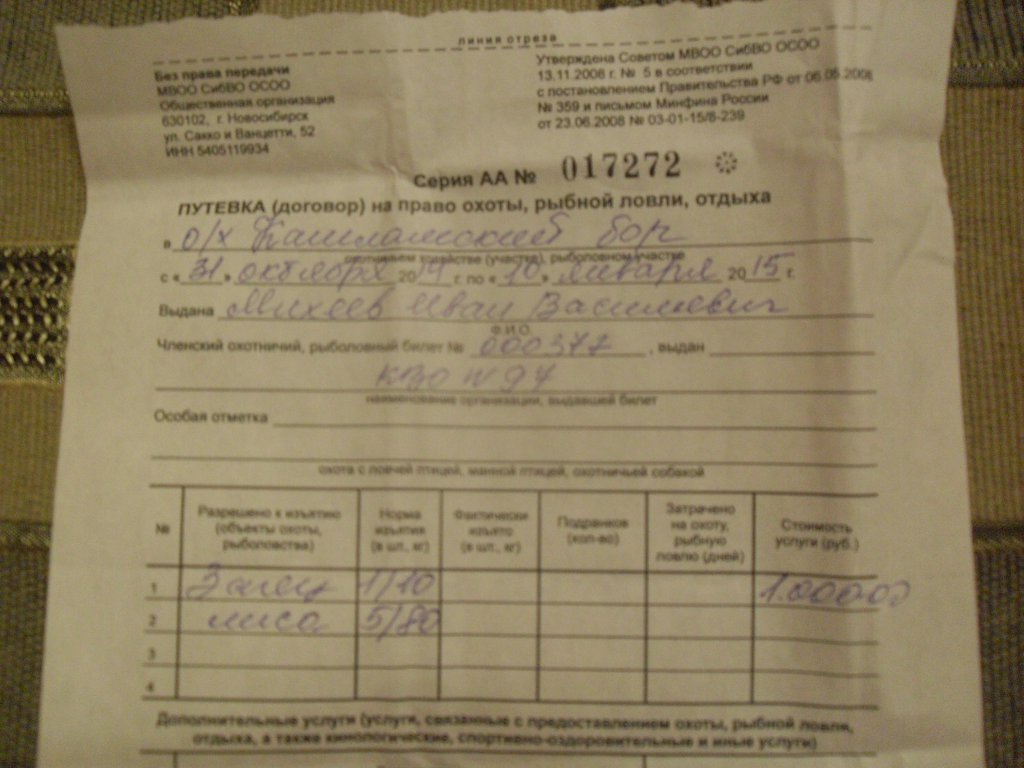 линия отреза
Без права передачи
МВОО СибВО ОСОО
Общественная организация
630102, г. Новосибирск
ул. Сакко и Ванцетти, 52
ИНН 5405119934
Утверждена Советом МВОО СибВО ОСОО
13.11.2008 г. № 5 в соответствии
с постановлением Правительства РФ от 06.05.2008
№ 359 и письмом Минфина России
от 23.06.2008 № 03-01-15/8-239
Серия АА № 017272
ПУТЕВКА (договор) на право охоты, рыбной ловли, отдыха
в о/х Кашламский бор
охотничьем хозяйстве (участке), рыболовном участке
с «31» октября 2014 г. по «10» января 2015 г.
Выдана Михеев Иван Васильевич
Ф.И.О.
Членский охотничий, рыболовный билет № 000377, выдан
КВО № 97
наименование организации, выдавшей билет
Особая отметка
охота с ловчей птицей, манной птицей, охотничьей собакой
№ Разрешено к изъятию (объекты охоты, рыболовства) Норма изъятия (в шт., кг) Фактически изъято (в шт., кг) Подранков (кол-во) Затрачено на охоту, рыбную ловлю (дней) Стоимость услуги (руб.)
1 Заяц 1/10 1.00000
2 лиса 5/80
3
4
Дополнительные услуги (услуги, связанные с предоставлением охоты, рыбной ловли,
отдыха, а также кинологические, спортивно-оздоровительные и иные услуги)